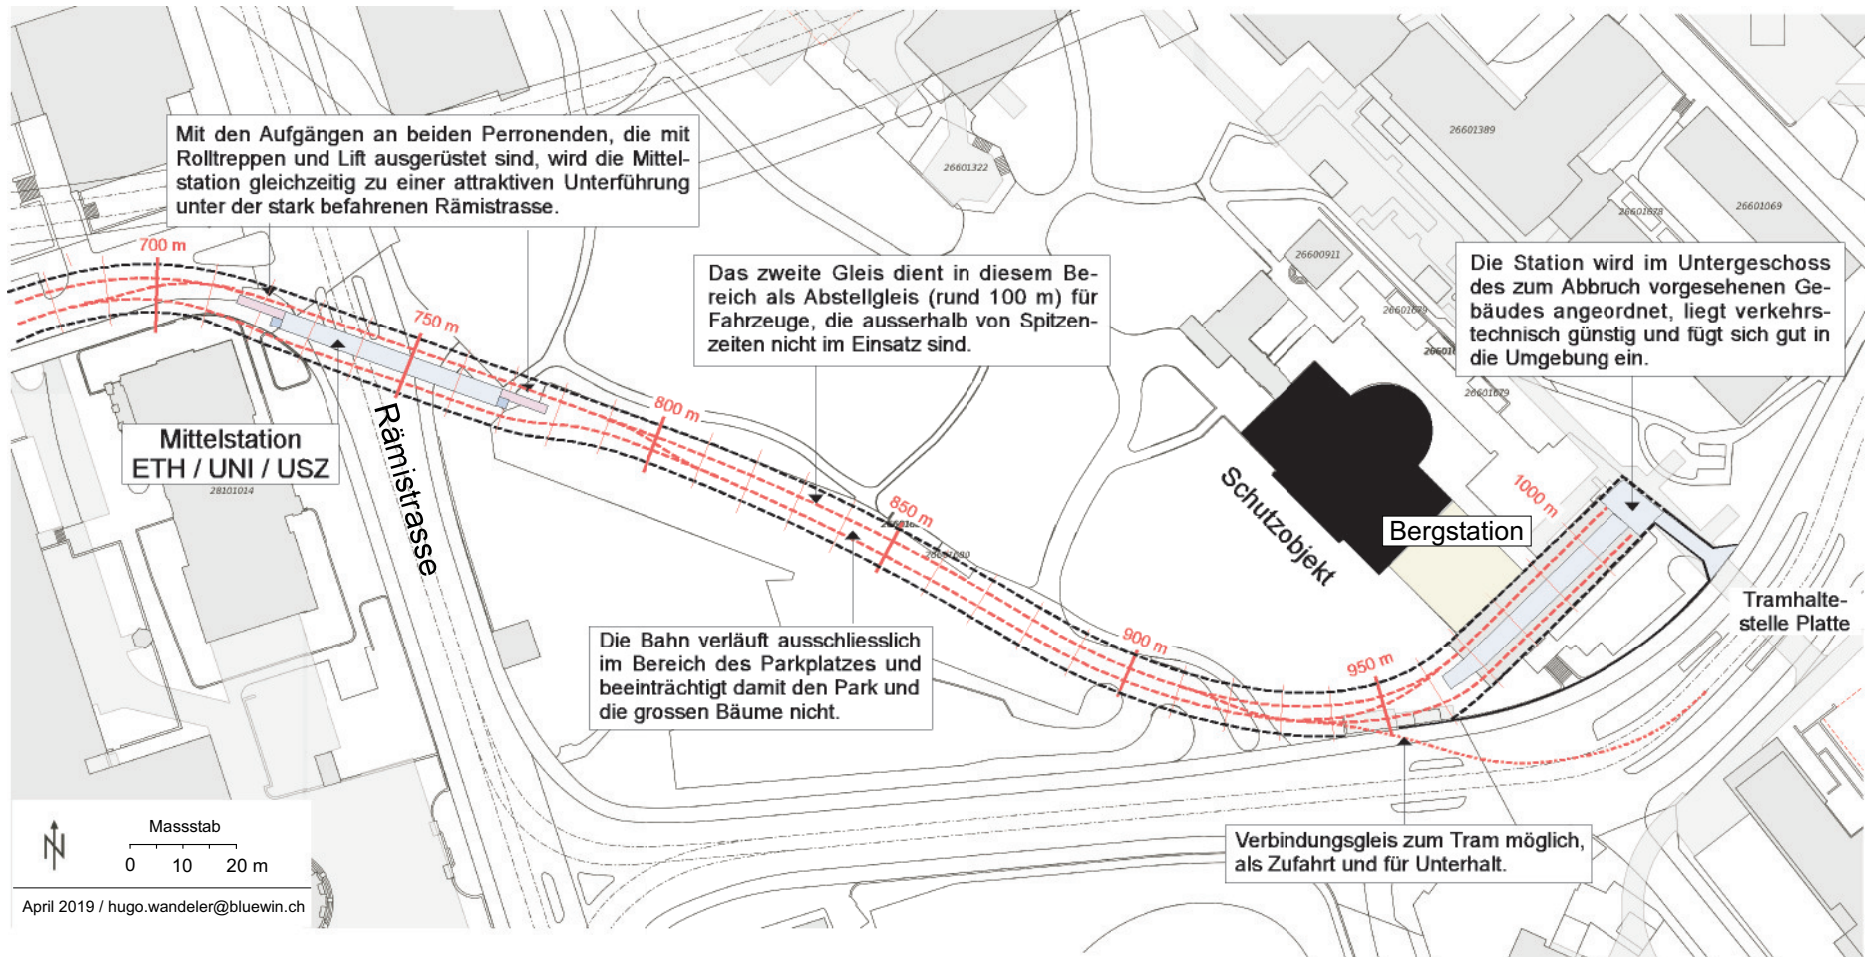 Mit den Aufgängen an beiden Perronenden, die mit
Rolltreppen und Lift ausgerüstet sind, wird die Mittel-
station gleichzeitig zu einer attraktiven Unterführung
unter der stark befahrenen Rämistrasse.
26601389
26601322
26601678
26601069
26600911
700 m
750 m
Das zweite Gleis dient in diesem Be-
reich als Abstellgleis (rund 100 m) für
Fahrzeuge, die ausserhalb von Spitzen-
zeiten nicht im Einsatz sind.
Die Station wird im Untergeschoss
des zum Abbruch vorgesehenen Ge-
bäudes angeordnet, liegt verkehrs-
technisch günstig und fügt sich gut in
die Umgebung ein.
26601679
26601679
800 m
Mittelstation
ETH / UNI / USZ
28101014
Rämistrasse
850 m
26601680
Schutzobjekt
Bergstation
1000 m
Tramhalte-
stelle Platte
Die Bahn verläuft ausschliesslich
im Bereich des Parkplatzes und
beeinträchtigt damit den Park und
die grossen Bäume nicht.
900 m
950 m
Verbindungsgleis zum Tram möglich,
als Zufahrt und für Unterhalt.
N
Massstab
0 10 20 m
April 2019 / hugo.wandeler@bluewin.ch